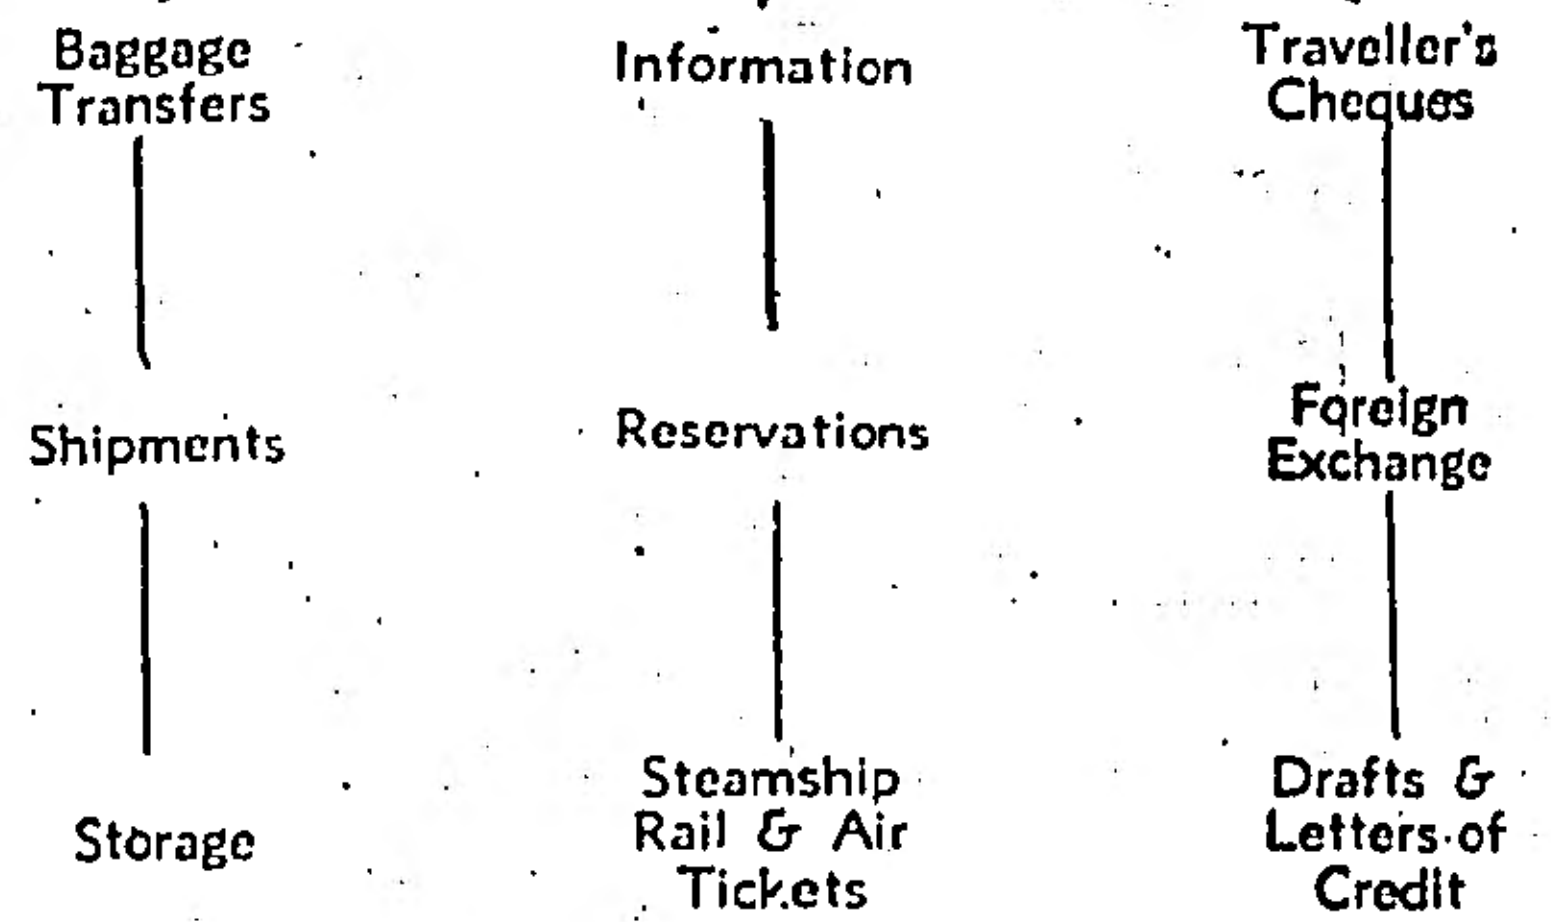 Baggage
Transfers
Information
Traveller's
Cheques
Shipments
Reservations
Foreign
Exchange
Storage
Steamship
Rail & Air
Tickets
Drafts &
Letters of
Credit